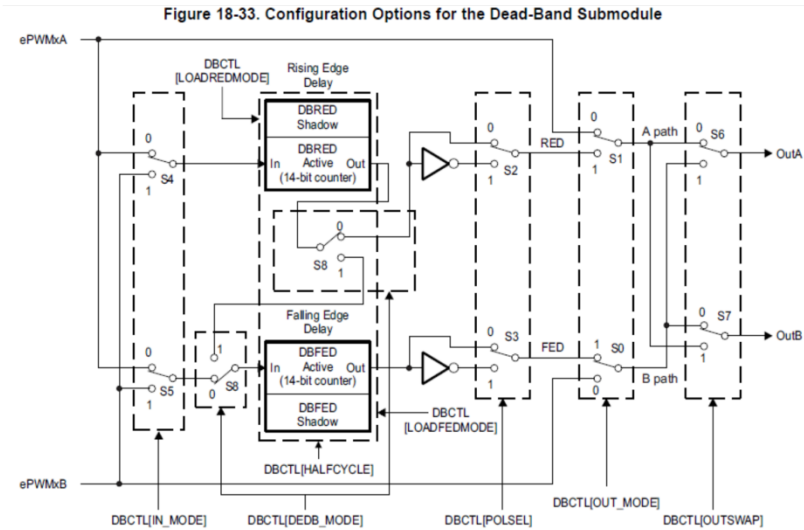 Figure 18-33. Configuration Options for the Dead-Band Submodule
ePWMxA
DBCTL
[LOADREDMODE]
Rising Edge
Delay
DBRED
Shadow
DBRED
In Active Out
(14-bit counter)
0
S4
1
0
S8
1
0
S2
1
RED
0
S1
1
A path
0
S6
1
OutA
Falling Edge
Delay
DBFED
In Active Out
(14-bit counter)
DBFED
Shadow
0
S5
1
1
S8
0
0
S3
1
FED
1
S0
0
B path
0
S7
1
OutB
DBCTL
[LOADFEDMODE]
DBCTL[HALFCYCLE]
ePWMxB
DBCTL[IN_MODE]
DBCTL[DEDB_MODE]
DBCTL[POLSEL]
DBCTL[OUT_MODE]
DBCTL[OUTSWAP]